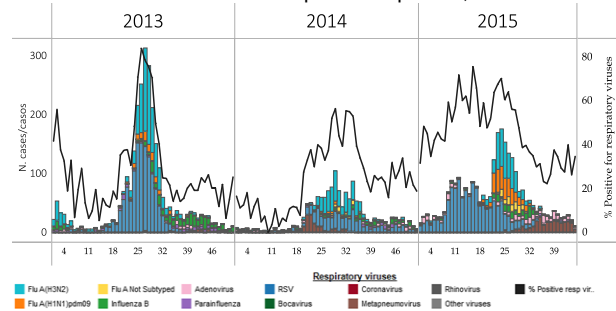 2013 2014 2015
300 80
200 60
40
100 20
0 0
N. cases/casos
% Positive for respiratory viruses
4 11 18 25 32 39 46 4 11 18 25 32 39 46 4 11 18 25 32 39
Respiratory viruses
Flu A(H3N2) Flu A Not Subtyped Adenovirus RSV Coronavirus Rhinovirus % Positive resp vir..
Flu A(H1N1)pdm09 Influenza B Parainfluenza Bocavirus Metapneumovirus Other viruses